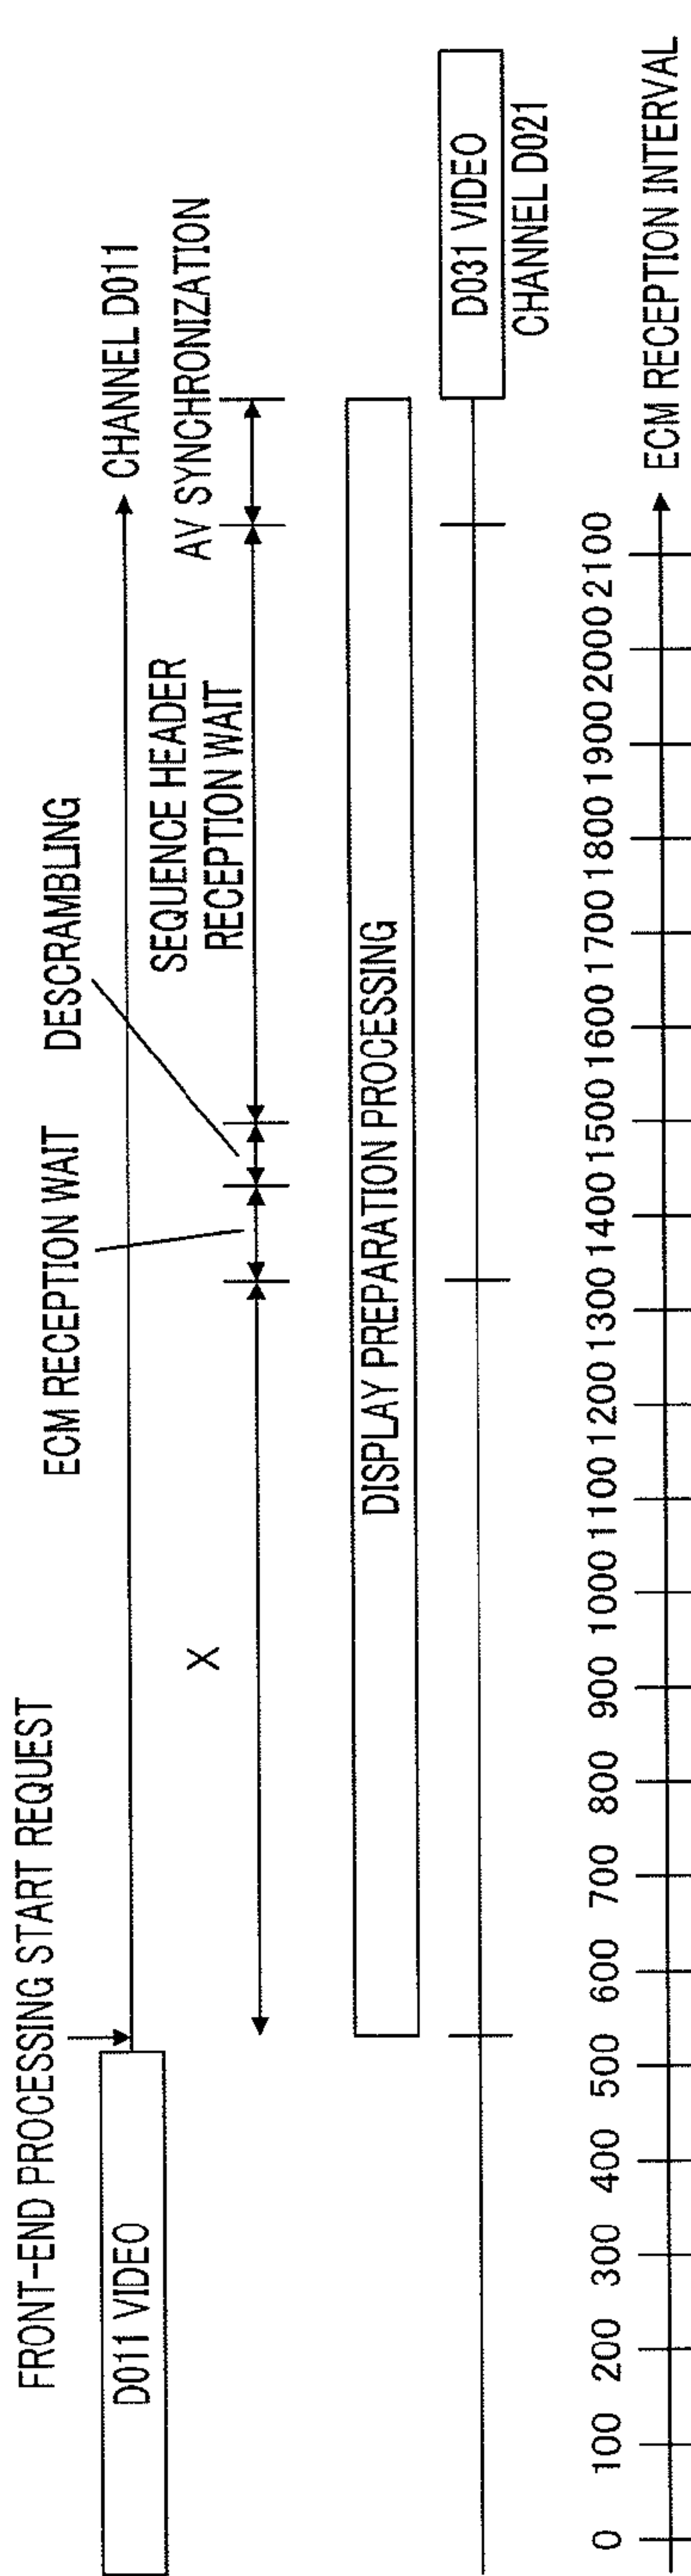 FRONT-END PROCESSING START REQUEST
ECM RECEPTION WAIT
DESCRAMBLING
D011 VIDEO
CHANNEL D011
X
SEQUENCE HEADER
RECEPTION WAIT
AV SYNCHRONIZATION
DISPLAY PREPARATION PROCESSING
D031 VIDEO
CHANNEL D021
0 100 200 300 400 500 600 700 800 900 1000 1100 1200 1300 1400 1500 1600 1700 1800 1900 2000 2100
ECM RECEPTION INTERVAL